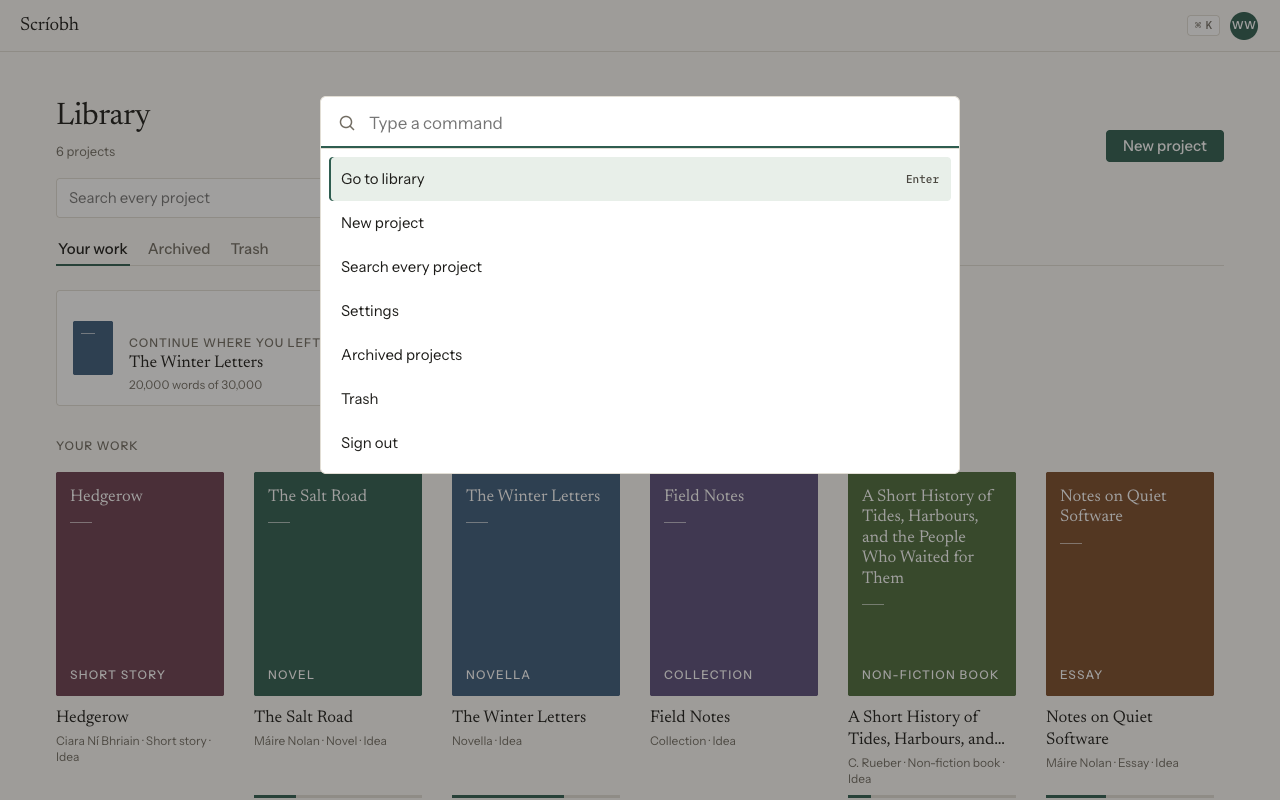 Scríobh
⌘ K
WW
Library
6 projects
New project
Search every project
Your work
Archived
Trash
CONTINUE WHERE YOU LEFT
The Winter Letters
20,000 words of 30,000
Type a command
Go to library
Enter
New project
Search every project
Settings
Archived projects
Trash
Sign out
YOUR WORK
Hedgerow
SHORT STORY
The Salt Road
NOVEL
The Winter Letters
NOVELLA
Field Notes
COLLECTION
A Short History of
Tides, Harbours,
and the People
Who Waited for
Them
NON-FICTION BOOK
Notes on Quiet
Software
ESSAY
Hedgerow
Ciara Ní Bhriain · Short story ·
Idea
The Salt Road
Máire Nolan · Novel · Idea
The Winter Letters
Novella · Idea
Field Notes
Collection · Idea
A Short History of
Tides, Harbours, and…
C. Rueber · Non-fiction book ·
Idea
Notes on Quiet
Software
Máire Nolan · Essay · Idea